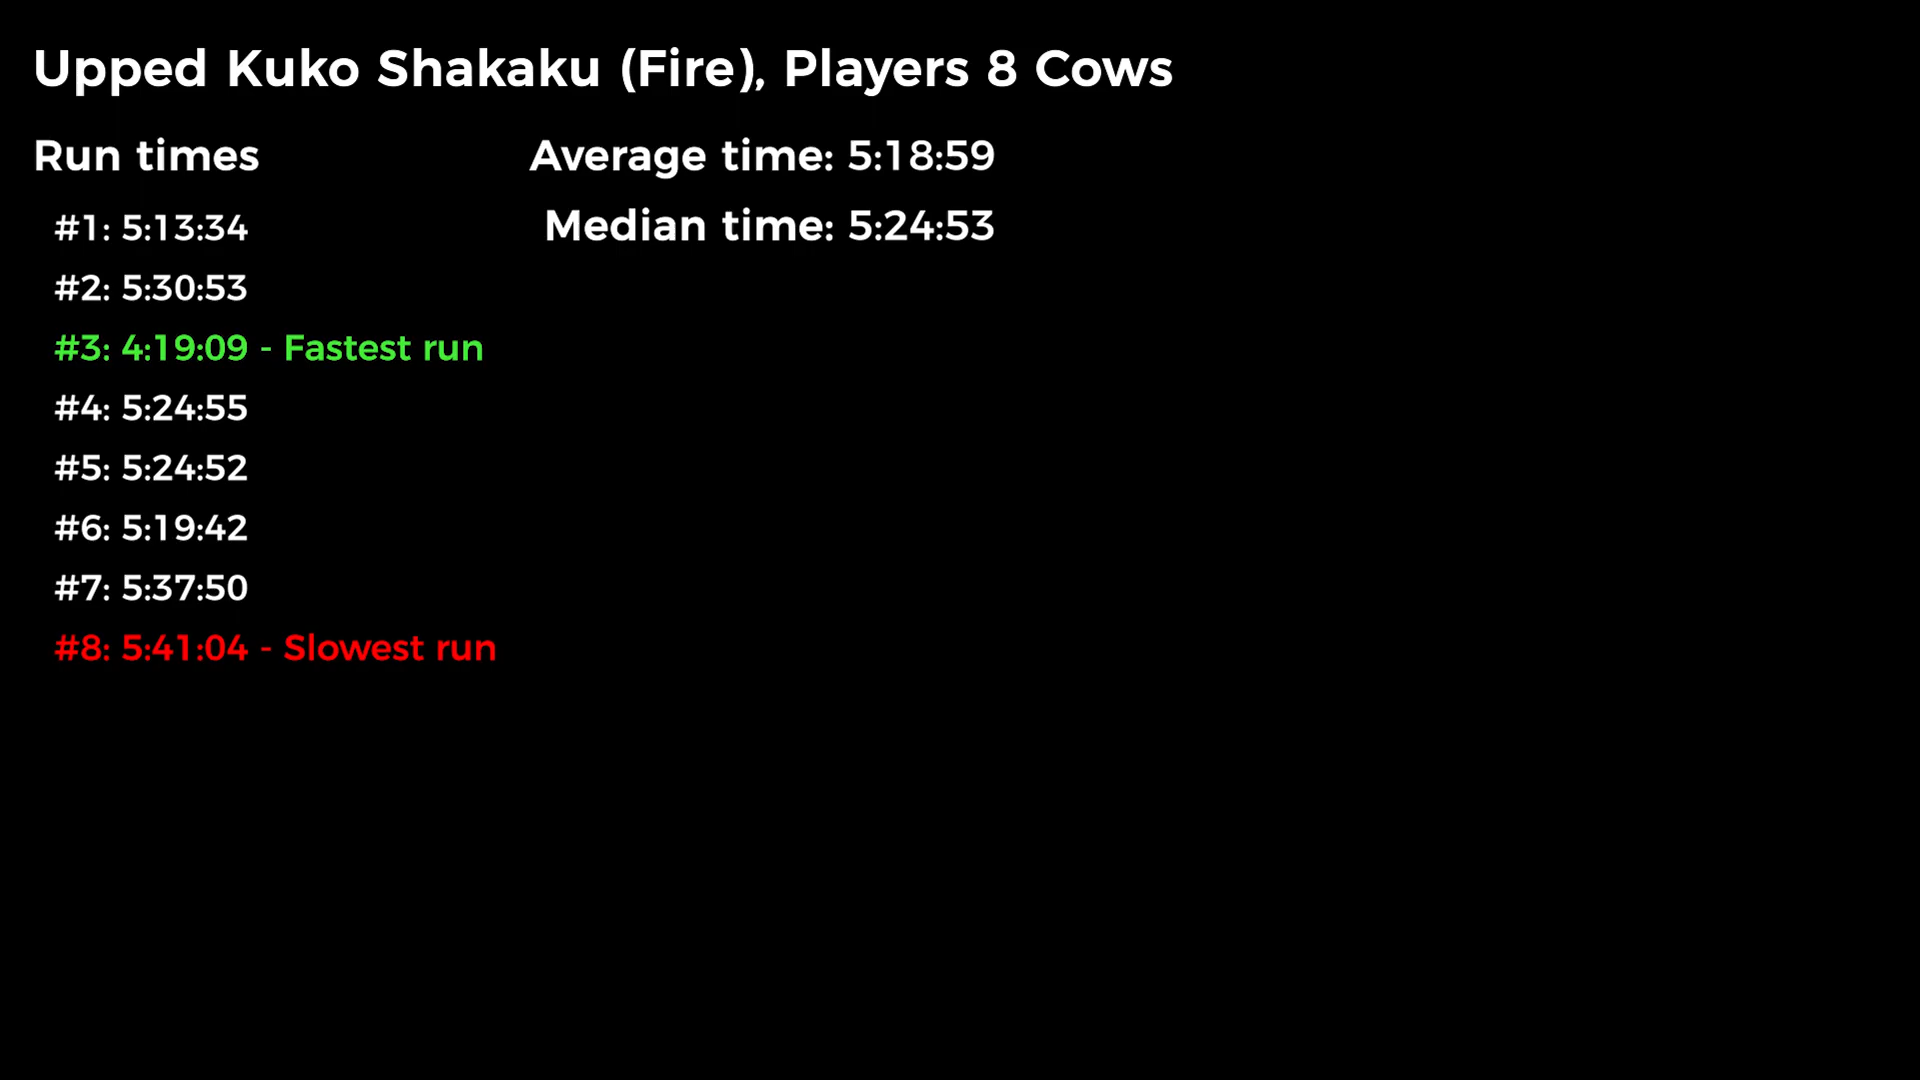 Upped Kuko Shakaku (Fire), Players 8 Cows
Run times
#1: 5:13:34
#2: 5:30:53
#3: 4:19:09 - Fastest run
#4: 5:24:55
#5: 5:24:52
#6: 5:19:42
#7: 5:37:50
#8: 5:41:04 - Slowest run
Average time: 5:18:59
Median time: 5:24:53